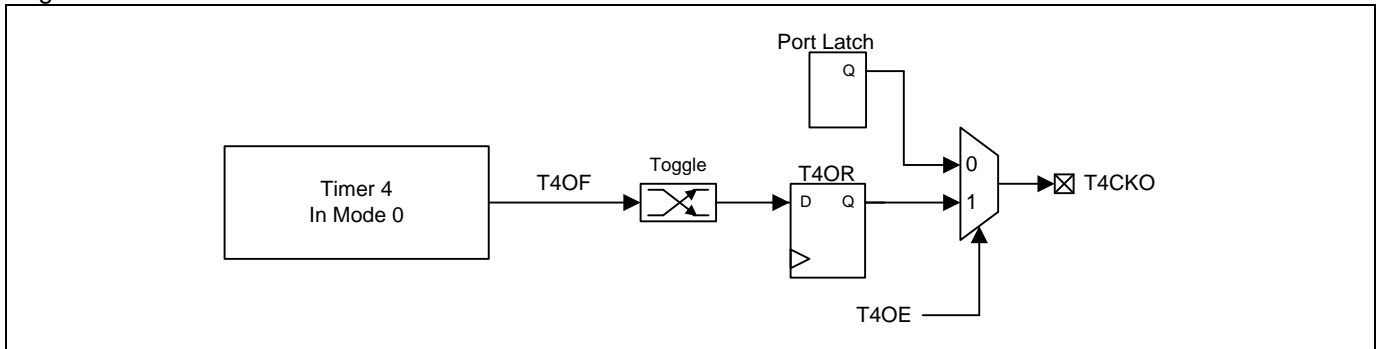 Port Latch
Q
Timer 4
In Mode 0
T4OF
Toggle
T4OR
D Q
0
1
T4CKO
T4OE